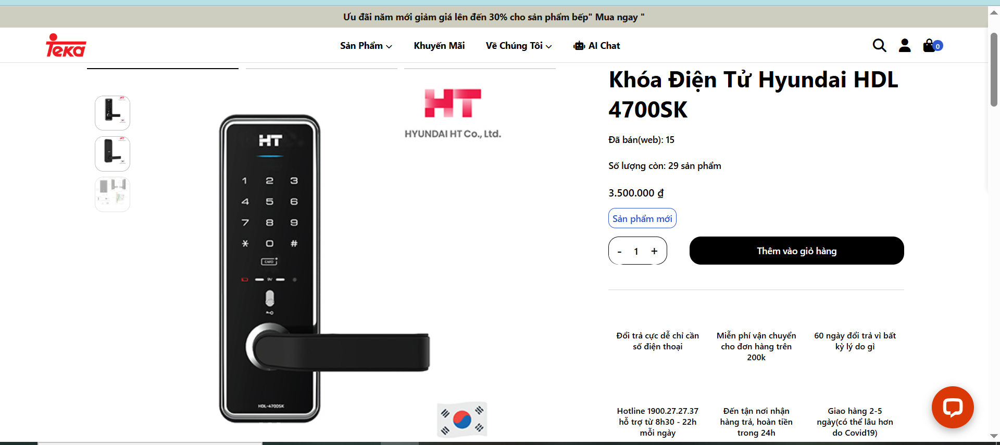 Ưu đãi năm mới giảm giá lên đến 30% cho sản phẩm bếp" Mua ngay "
Teka
Sản Phẩm
Khuyến Mãi
Về Chúng Tôi
AI Chat
0
HT
HYUNDAI HT Co., Ltd.
HT
1 2 3
4 5 6
7 8 9
* 0 #
CARD
9V
HDL-4700SK
Khóa Điện Tử Hyundai HDL
4700SK
Đã bán(web): 15
Số lượng còn: 29 sản phẩm
3.500.000 ₫
Sản phẩm mới
- 1 +
Thêm vào giỏ hàng
Đổi trả cực dễ chỉ cần
số điện thoại
Miễn phí vận chuyển
cho đơn hàng trên
200k
60 ngày đổi trả vì bất
kỳ lý do gì
Hotline 1900.27.27.37
hỗ trợ từ 8h30 - 22h
mỗi ngày
Đến tận nơi nhận
hàng trả, hoàn tiền
trong 24h
Giao hàng 2-5
ngày(có thể lâu hơn
do Covid19)